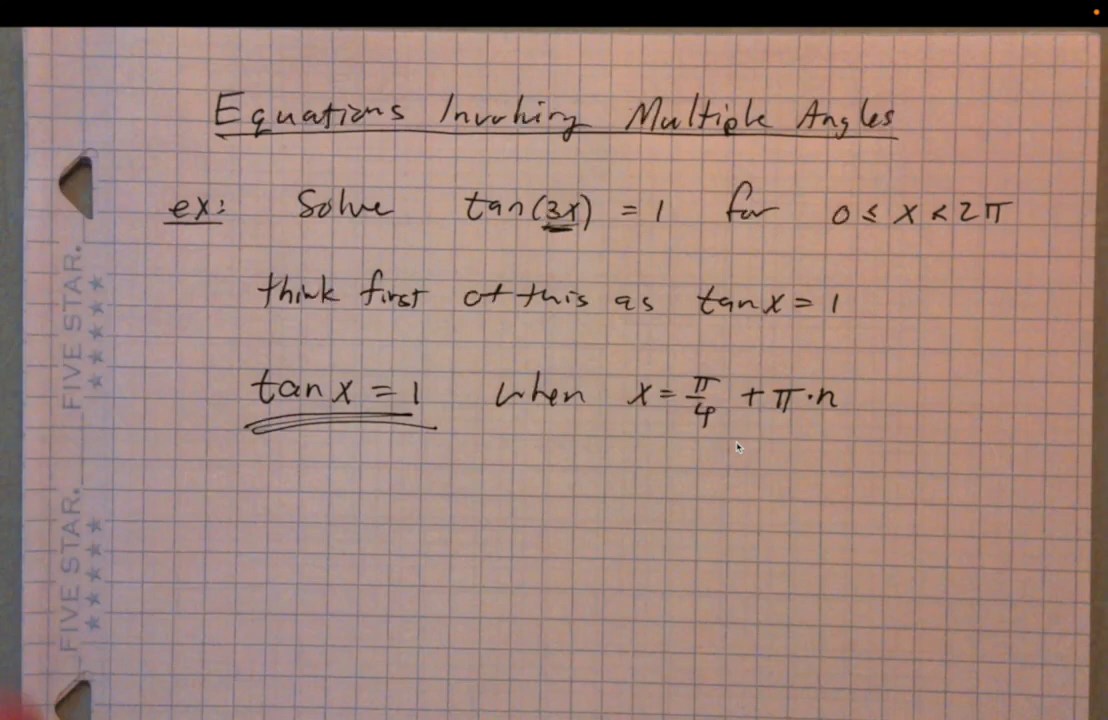 Equations Involving Multiple Angles
ex: Solve tan(3x) = 1 for 0 ≤ x < 2π
think first of this as tan x = 1
tan x = 1 when x = π/4 + π·n
FIVE STAR.
★★★★★
FIVE STAR.
★★★★★